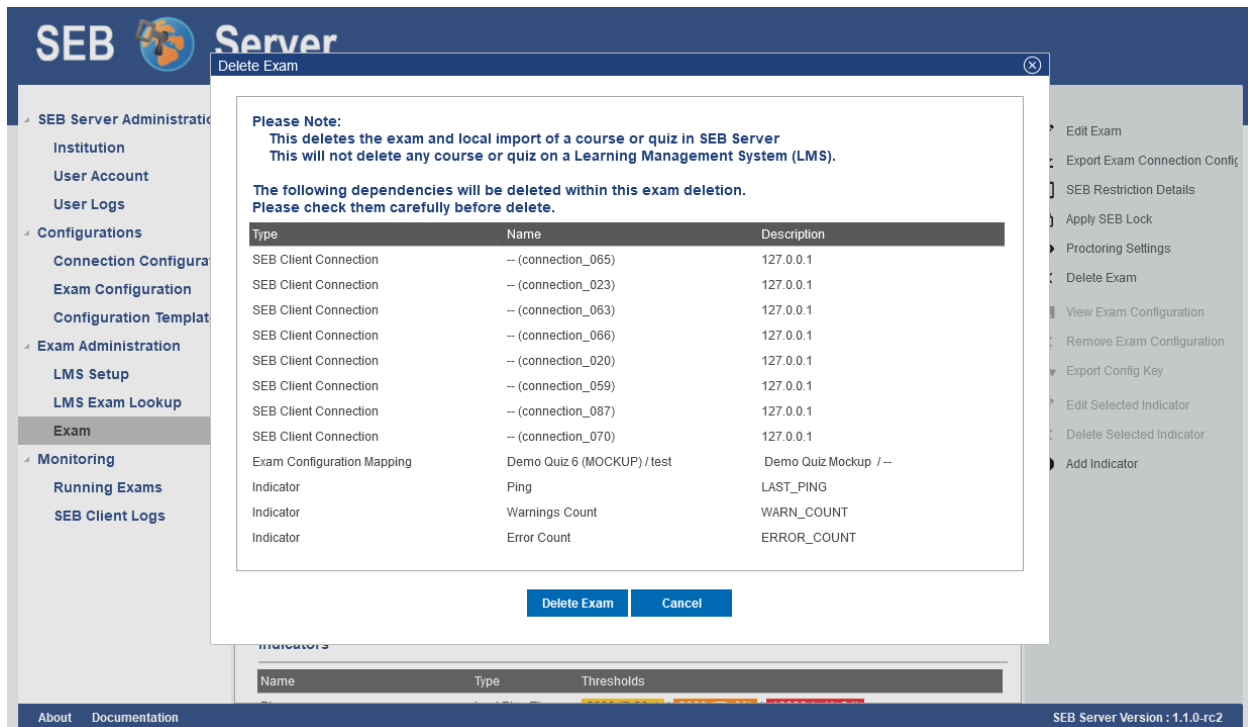 SEB Server
Delete Exam
SEB Server Administratio
Institution
User Account
User Logs
Configurations
Connection Configura
Exam Configuration
Configuration Templat
Exam Administration
LMS Setup
LMS Exam Lookup
Exam
Monitoring
Running Exams
SEB Client Logs
Please Note:
This deletes the exam and local import of a course or quiz in SEB Server
This will not delete any course or quiz on a Learning Management System (LMS).
The following dependencies will be deleted within this exam deletion.
Please check them carefully before delete.
Type Name Description
SEB Client Connection -- (connection_065) 127.0.0.1
SEB Client Connection -- (connection_023) 127.0.0.1
SEB Client Connection -- (connection_063) 127.0.0.1
SEB Client Connection -- (connection_066) 127.0.0.1
SEB Client Connection -- (connection_020) 127.0.0.1
SEB Client Connection -- (connection_059) 127.0.0.1
SEB Client Connection -- (connection_087) 127.0.0.1
SEB Client Connection -- (connection_070) 127.0.0.1
Exam Configuration Mapping Demo Quiz 6 (MOCKUP) / test Demo Quiz Mockup / --
Indicator Ping LAST_PING
Indicator Warnings Count WARN_COUNT
Indicator Error Count ERROR_COUNT
Delete Exam Cancel
Edit Exam
Export Exam Connection Config
SEB Restriction Details
Apply SEB Lock
Proctoring Settings
Delete Exam
View Exam Configuration
Remove Exam Configuration
Export Config Key
Edit Selected Indicator
Delete Selected Indicator
Add Indicator
Indicators
Name Type Thresholds
About Documentation
SEB Server Version : 1.1.0-rc2